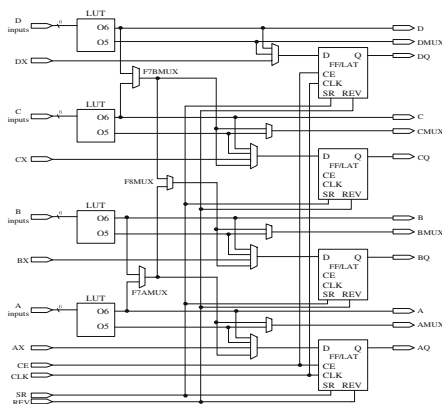 LUT
D
inputs
6
O6
O5
D
DMUX
DX
F7BMUX
D Q
FF/LAT
CE
CLK
SR REV
DQ
LUT
C
inputs
6
O6
O5
C
CMUX
CX
D Q
FF/LAT
CE
CLK
SR REV
CQ
F8MUX
LUT
B
inputs
6
O6
O5
B
BMUX
BX
D Q
FF/LAT
CE
CLK
SR REV
BQ
F7AMUX
LUT
A
inputs
6
O6
O5
A
AMUX
AX
D Q
FF/LAT
CE
CLK
SR REV
AQ
CE
CLK
SR
REV